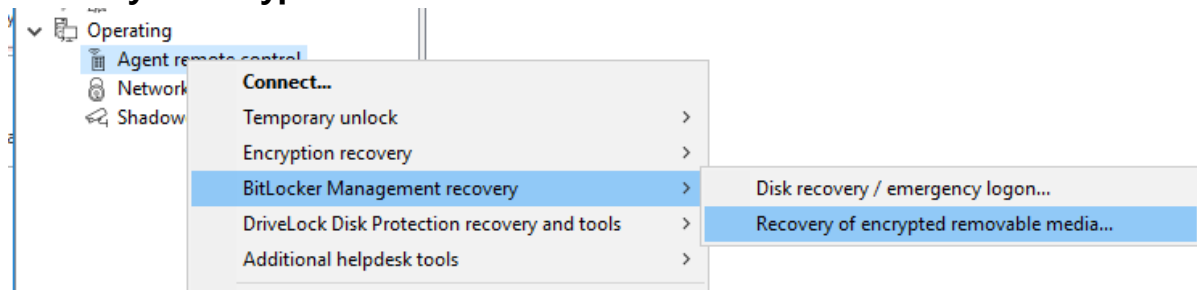 Operating
Agent remote control
Network
Shadow
Connect...
Temporary unlock
Encryption recovery
BitLocker Management recovery
DriveLock Disk Protection recovery and tools
Additional helpdesk tools
Disk recovery / emergency logon...
Recovery of encrypted removable media...